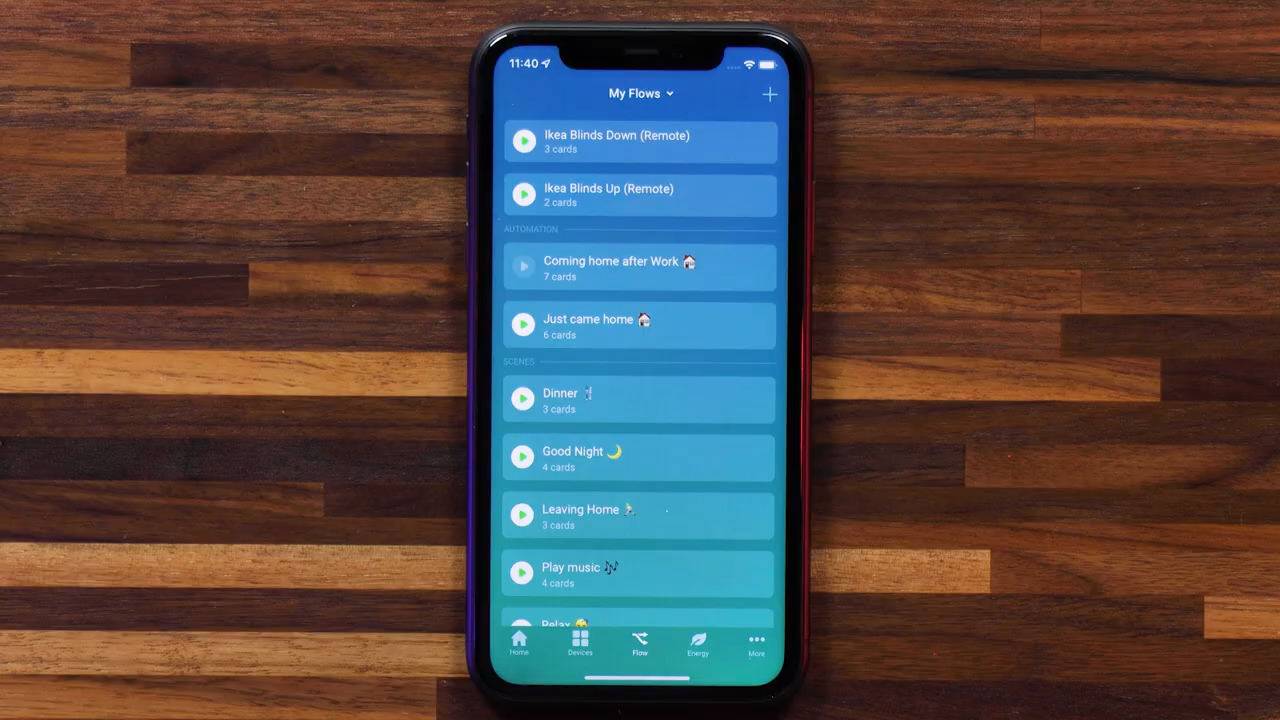 11:40
My Flows
Ikea Blinds Down (Remote)
3 cards
Ikea Blinds Up (Remote)
2 cards
AUTOMATION
Coming home after Work 🏠
7 cards
Just came home 🏠
6 cards
SCENES
Dinner 🍴
3 cards
Good Night 🌙
4 cards
Leaving Home 🏃
3 cards
Play music 🎶
4 cards
Relax
Home
Devices
Flow
Energy
More